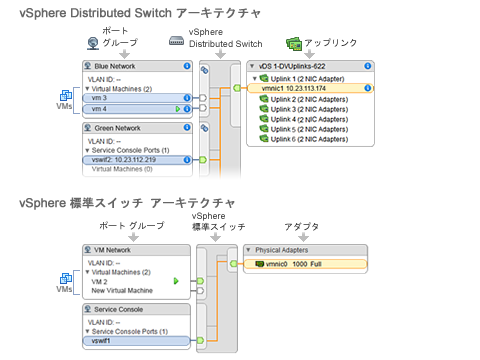 vSphere Distributed Switch アーキテクチャ
ポート
グループ
vSphere
Distributed Switch
アップリンク
Blue Network
VLAN ID: --
Virtual Machines (2)
vm 3
vm 4
VMs
Green Network
VLAN ID: --
Service Console Ports (1)
vswif2: 10.23.112.219
Virtual Machines (0)
vDS 1-DVUplinks-622
Uplink 1 (2 NIC Adapter)
vmnic1 10.23.113.174
Uplink 2 (2 NIC Adapters)
Uplink 3 (2 NIC Adapters)
Uplink 4 (2 NIC Adapters)
Uplink 5 (2 NIC Adapters)
Uplink 6 (2 NIC Adapters)
vSphere 標準スイッチ アーキテクチャ
ポート グループ
vSphere
標準スイッチ
アダプタ
VM Network
VLAN ID: --
Virtual Machines (2)
VM 2
New Virtual Machine
VMs
Service Console
VLAN ID: --
Service Console Ports (1)
vswif1
Physical Adapters
vmnic0 1000 Full